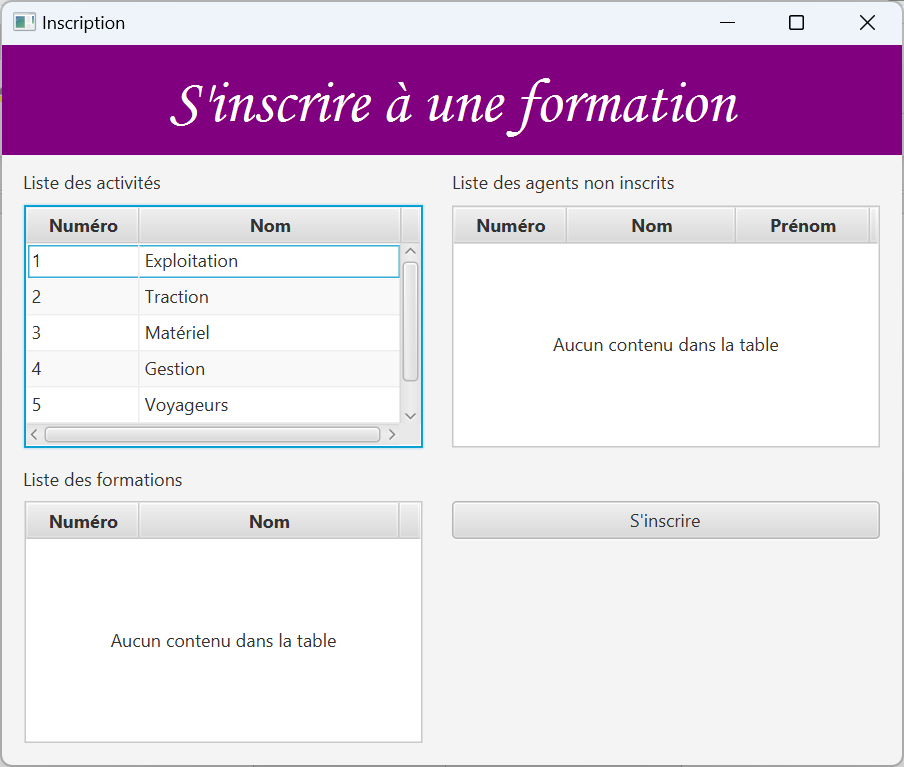 Inscription
S'inscrire à une formation
Liste des activités
Numéro Nom
1 Exploitation
2 Traction
3 Matériel
4 Gestion
5 Voyageurs
Liste des agents non inscrits
Numéro Nom Prénom
Aucun contenu dans la table
Liste des formations
Numéro Nom
Aucun contenu dans la table
S'inscrire